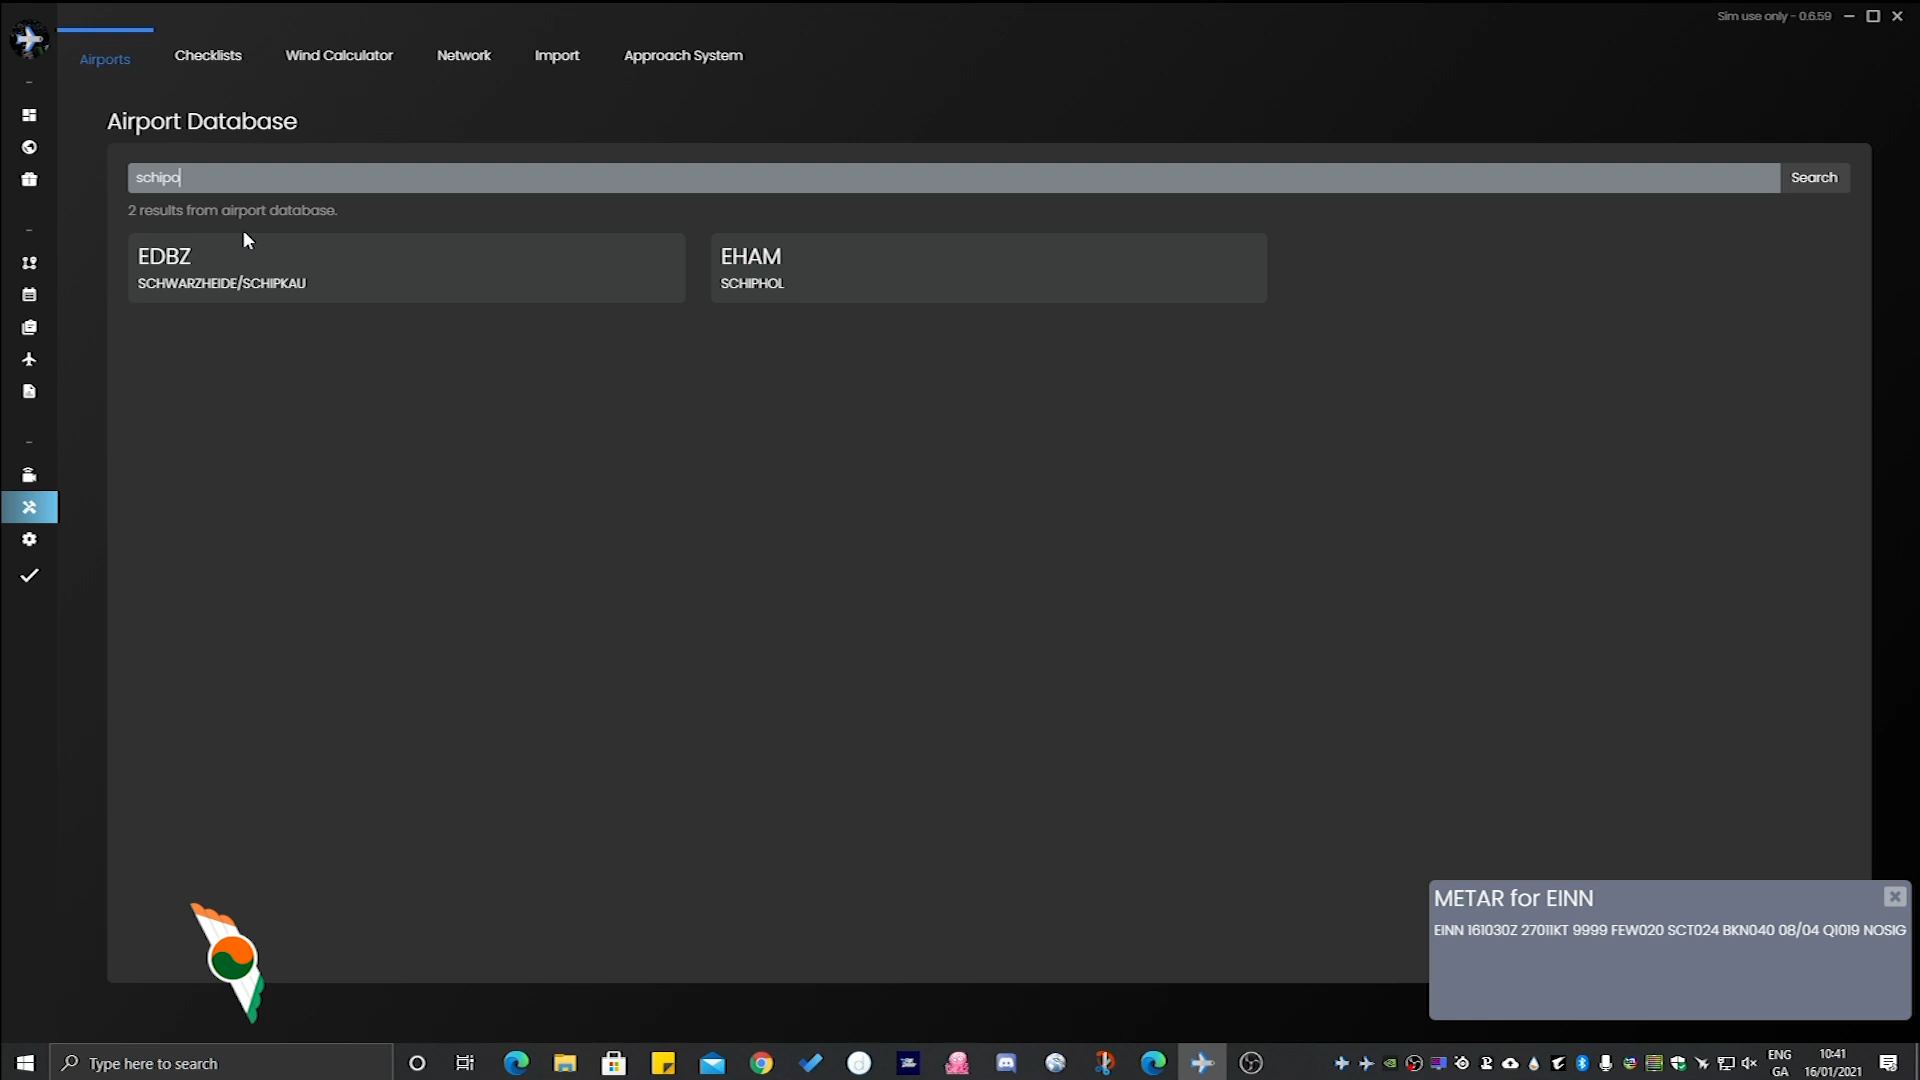 Sim use only - 0.6.59
Airports
Checklists
Wind Calculator
Network
Import
Approach System
Airport Database
schipo
Search
2 results from airport database.
EDBZ
SCHWARZHEIDE/SCHIPKAU
EHAM
SCHIPHOL
METAR for EINN
EINN 161030Z 27011KT 9999 FEW020 SCT024 BKN040 08/04 Q1019 NOSIG
Type here to search
ENG
GA
10:41
16/01/2021